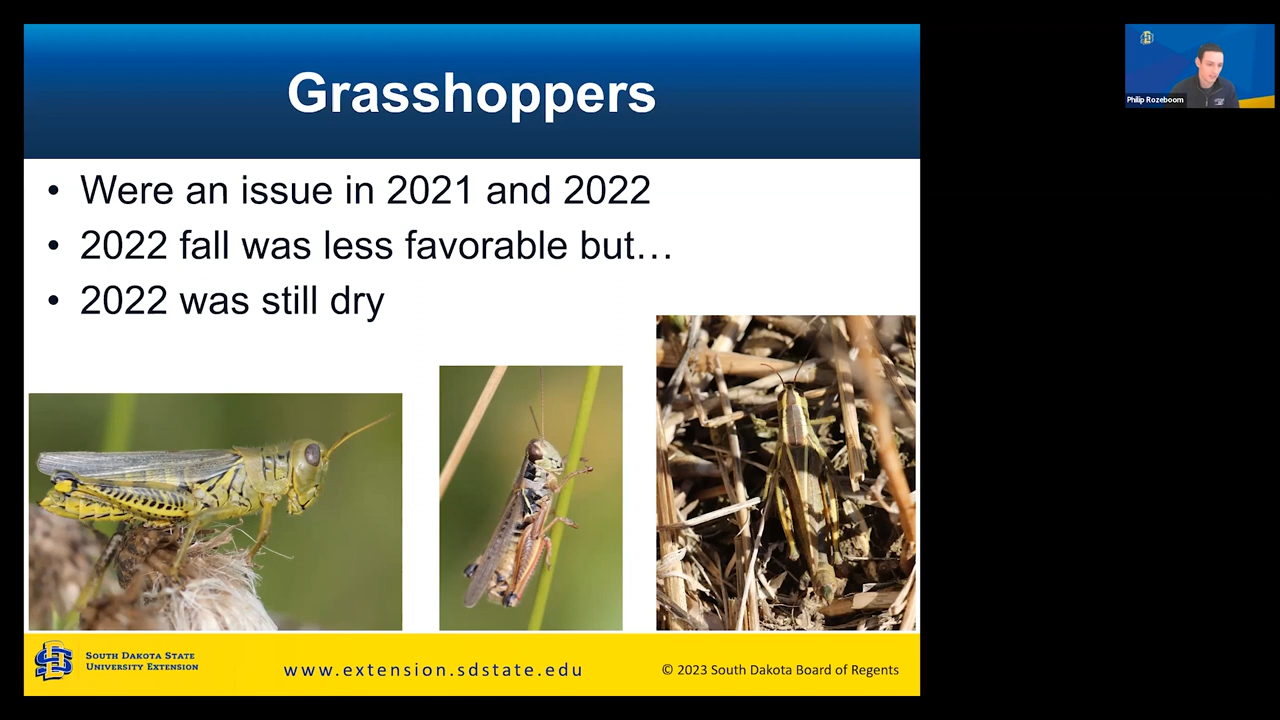 Grasshoppers
• Were an issue in 2021 and 2022
• 2022 fall was less favorable but…
• 2022 was still dry
Philip Rozeboom
SOUTH DAKOTA STATE
UNIVERSITY EXTENSION
www.extension.sdstate.edu
© 2023 South Dakota Board of Regents